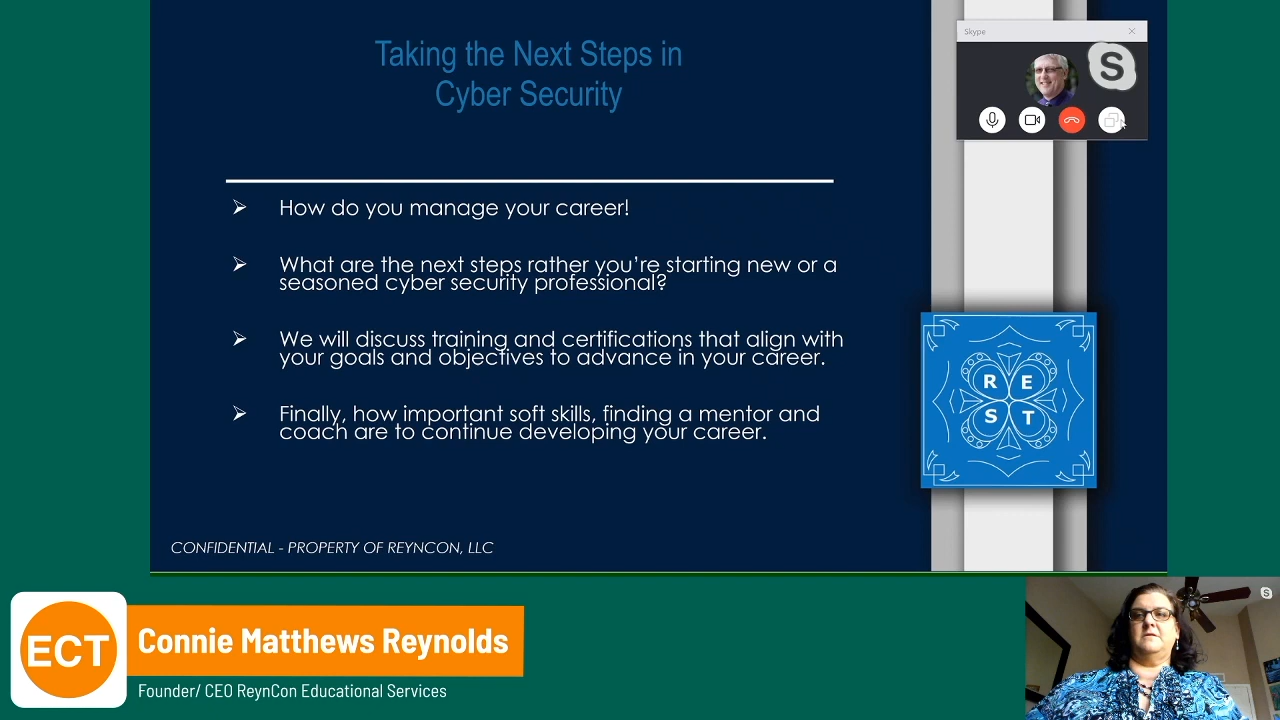 Taking the Next Steps in
Cyber Security
Skype
S
How do you manage your career!
What are the next steps rather you're starting new or a
seasoned cyber security professional?
We will discuss training and certifications that align with
your goals and objectives to advance in your career.
Finally, how important soft skills, finding a mentor and
coach are to continue developing your career.
R E
S T
CONFIDENTIAL - PROPERTY OF REYNCON, LLC
ECT
Connie Matthews Reynolds
Founder/ CEO ReynCon Educational Services
S